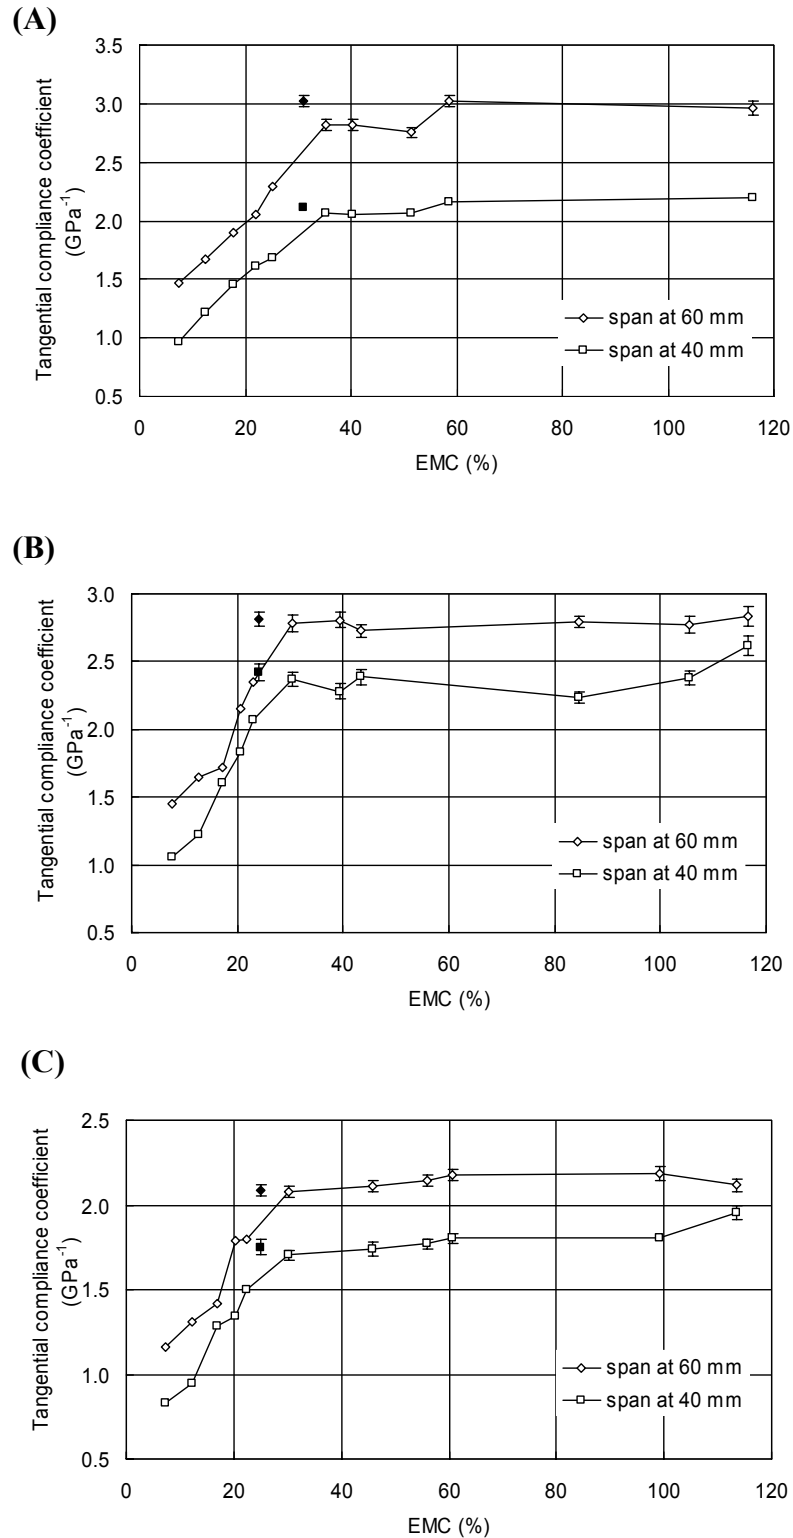 (A)
3.5
3.0
2.5
2.0
1.5
1.0
0.5
Tangential compliance coefficient
(GPa⁻¹)
span at 60 mm
span at 40 mm
0 20 40 60 80 100 120
EMC (%)
(B)
3.0
2.5
2.0
1.5
1.0
0.5
Tangential compliance coefficient
(GPa⁻¹)
span at 60 mm
span at 40 mm
0 20 40 60 80 100 120
EMC (%)
(C)
2.5
2.0
1.5
1.0
0.5
Tangential compliance coefficient
(GPa⁻¹)
span at 60 mm
span at 40 mm
0 20 40 60 80 100 120
EMC (%)